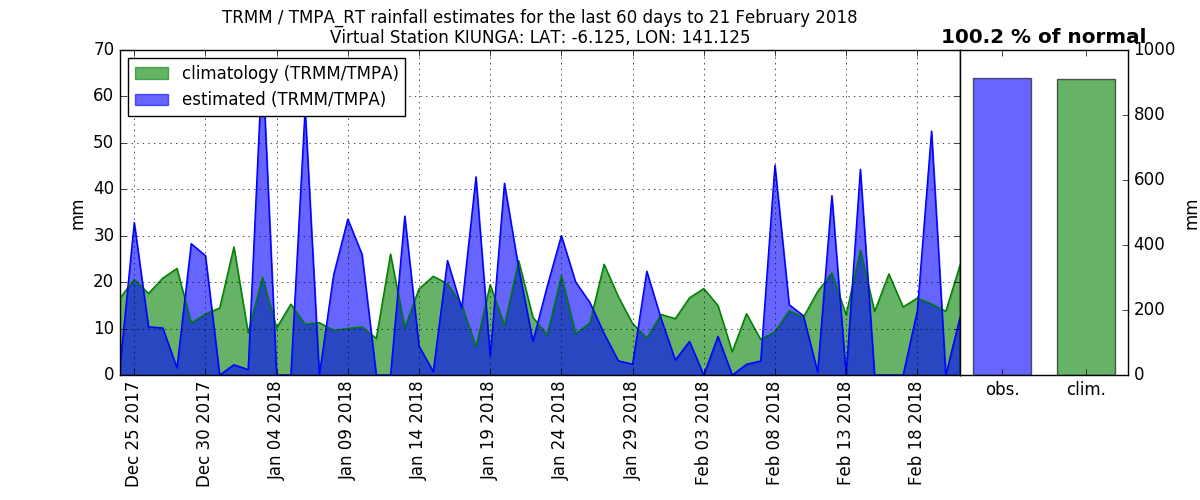 TRMM / TMPA_RT rainfall estimates for the last 60 days to 21 February 2018
Virtual Station KIUNGA: LAT: -6.125, LON: 141.125
100.2 % of normal
climatology (TRMM/TMPA)
estimated (TRMM/TMPA)
70
60
50
40
30
20
10
0
mm
Dec 25 2017
Dec 30 2017
Jan 04 2018
Jan 09 2018
Jan 14 2018
Jan 19 2018
Jan 24 2018
Jan 29 2018
Feb 03 2018
Feb 08 2018
Feb 13 2018
Feb 18 2018
obs.
clim.
1000
800
600
400
200
0
mm